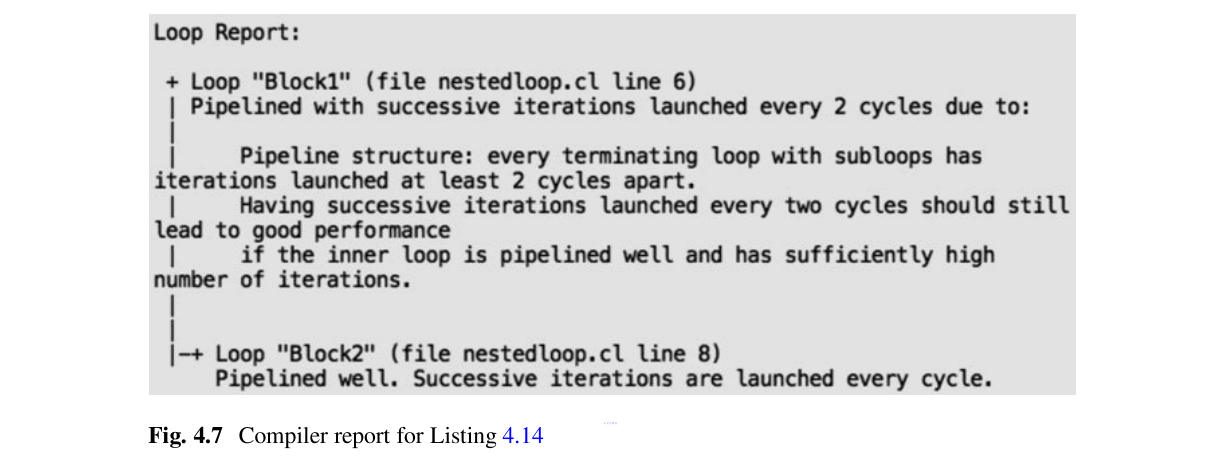 Loop Report:
+ Loop "Block1" (file nestedloop.cl line 6)
| Pipelined with successive iterations launched every 2 cycles due to:
|
|     Pipeline structure: every terminating loop with subloops has
iterations launched at least 2 cycles apart.
|     Having successive iterations launched every two cycles should still
lead to good performance
|     if the inner loop is pipelined well and has sufficiently high
number of iterations.
|
|
|-+ Loop "Block2" (file nestedloop.cl line 8)
Pipelined well. Successive iterations are launched every cycle.
Fig. 4.7 Compiler report for Listing 4.14